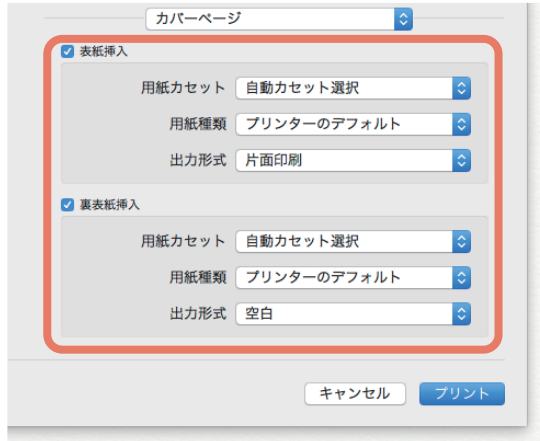 カバーページ
表紙挿入
用紙カセット 自動カセット選択
用紙種類 プリンターのデフォルト
出力形式 片面印刷
裏表紙挿入
用紙カセット 自動カセット選択
用紙種類 プリンターのデフォルト
出力形式 空白
キャンセル プリント